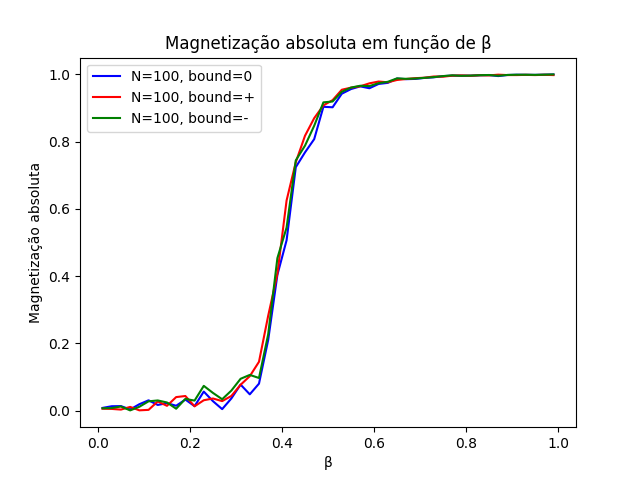 Magnetização absoluta em função de β
N=100, bound=0
N=100, bound=+
N=100, bound=-
Magnetização absoluta
1.0
0.8
0.6
0.4
0.2
0.0
0.0 0.2 0.4 0.6 0.8 1.0
β